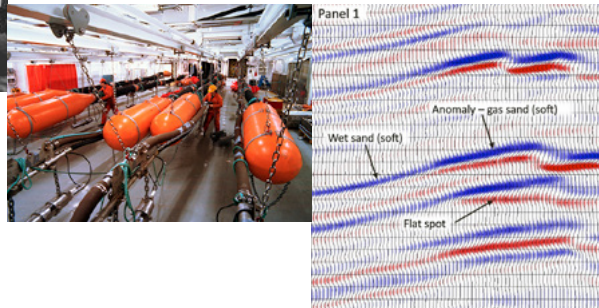 Panel 1
Anomaly – gas sand (soft)
Wet sand (soft)
Flat spot